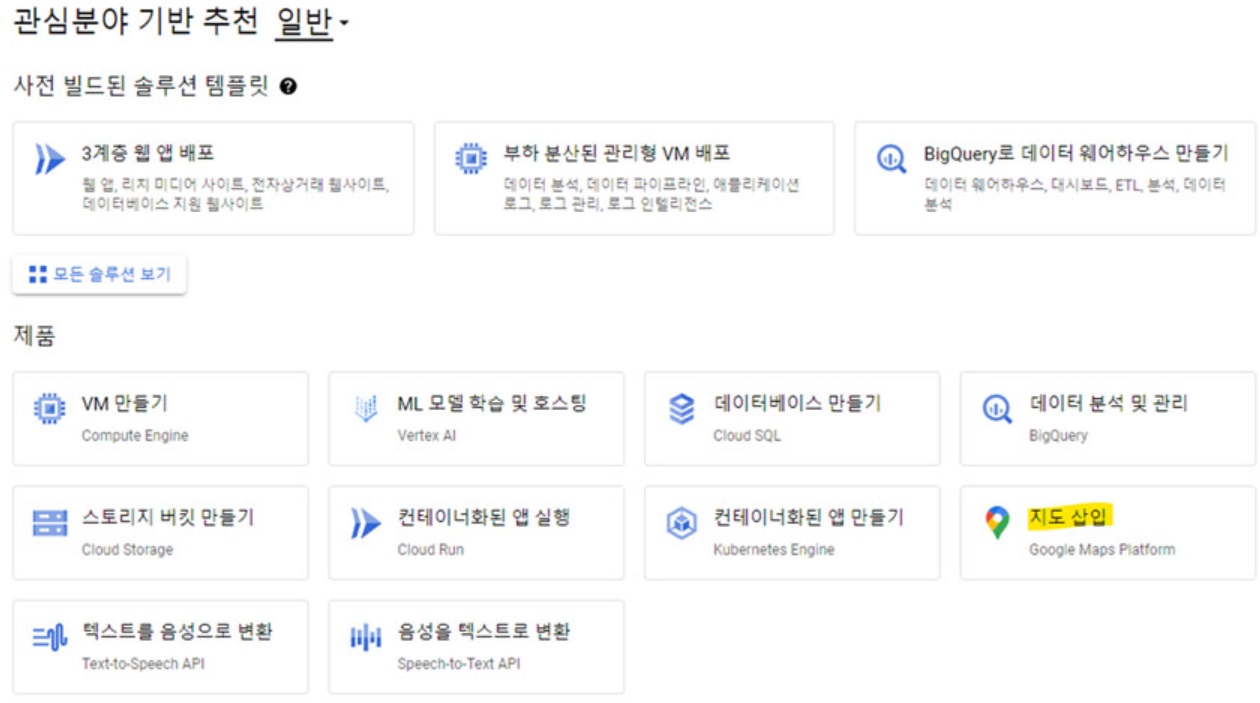 관심분야 기반 추천 일반
사전 빌드된 솔루션 템플릿 ?
3계층 웹 앱 배포
웹 앱, 리치 미디어 사이트, 전자상거래 웹사이트,
데이터베이스 지원 웹사이트
부하 분산된 관리형 VM 배포
데이터 분석, 데이터 파이프라인, 애플리케이션
로그, 로그 관리, 로그 인텔리전스
BigQuery로 데이터 웨어하우스 만들기
데이터 웨어하우스, 대시보드, ETL, 분석, 데이터
분석
모든 솔루션 보기
제품
VM 만들기
Compute Engine
ML 모델 학습 및 호스팅
Vertex AI
데이터베이스 만들기
Cloud SQL
데이터 분석 및 관리
BigQuery
스토리지 버킷 만들기
Cloud Storage
컨테이너화된 앱 실행
Cloud Run
컨테이너화된 앱 만들기
Kubernetes Engine
지도 삽입
Google Maps Platform
텍스트를 음성으로 변환
Text-to-Speech API
음성을 텍스트로 변환
Speech-to-Text API